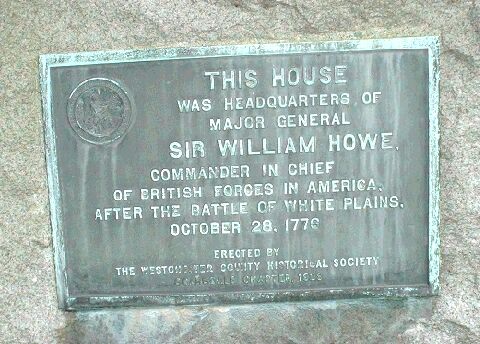 THIS HOUSE
WAS HEADQUARTERS OF
MAJOR GENERAL
SIR WILLIAM HOWE,
COMMANDER IN CHIEF
OF BRITISH FORCES IN AMERICA,
AFTER THE BATTLE OF WHITE PLAINS,
OCTOBER 28, 1776
ERECTED BY
THE WESTCHESTER COUNTY HISTORICAL SOCIETY
CHAPTER,